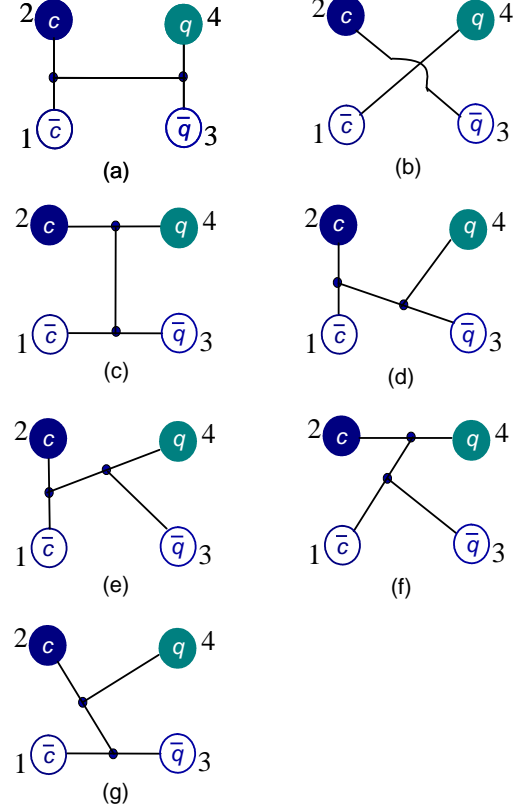 2 c q 4 2 c q 4
1 c̄ q̄ 3 1 c̄ q̄ 3
(a) (b)
2 c q 4 2 c q 4
1 c̄ q̄ 3 1 c̄ q̄ 3
(c) (d)
2 c q 4 2 c q 4
1 c̄ q̄ 3 1 c̄ q̄ 3
(e) (f)
2 c q 4
1 c̄ q̄ 3
(g)